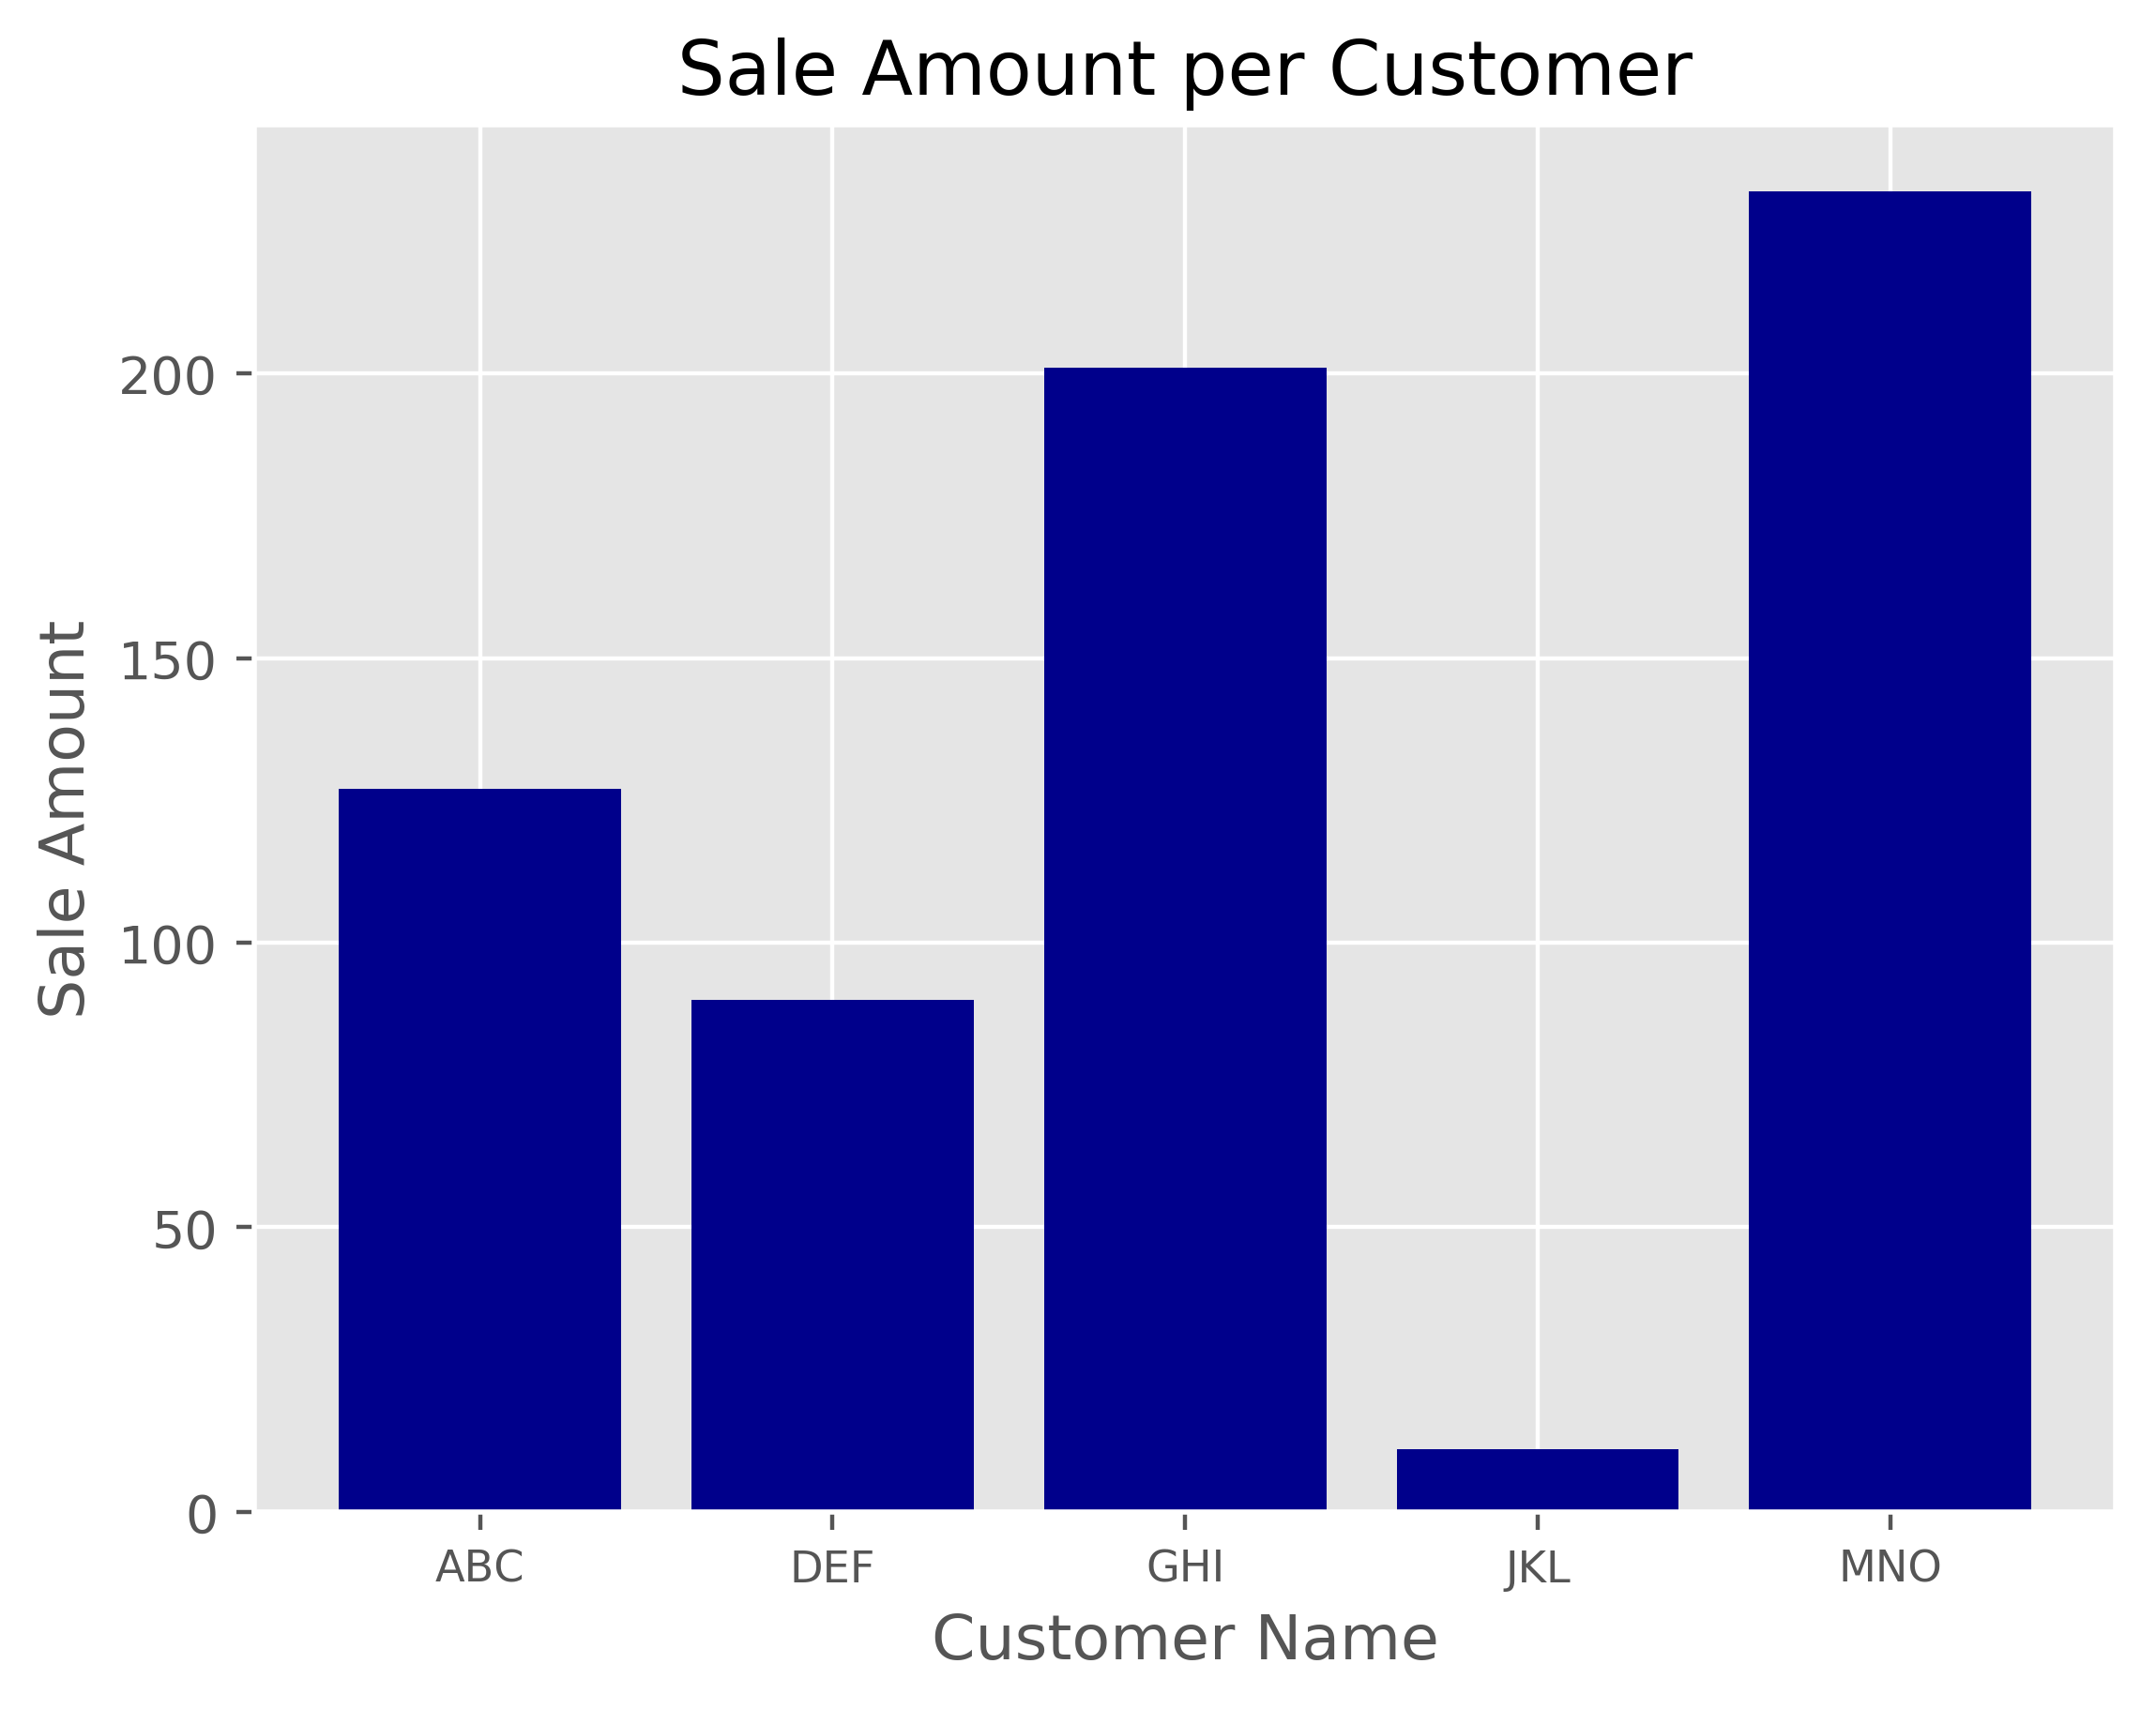 Sale Amount per Customer
Sale Amount
200
150
100
50
0
ABC DEF GHI JKL MNO
Customer Name